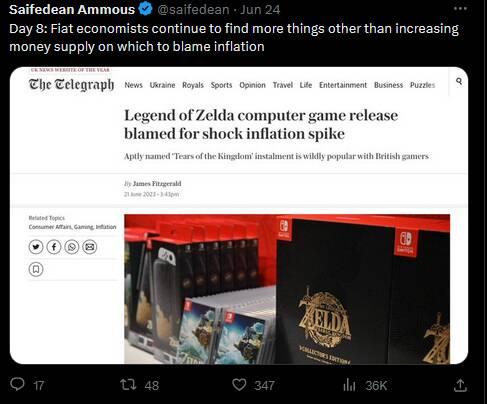 Saifedean Ammous @saifedean · Jun 24
Day 8: Fiat economists continue to find more things other than increasing
money supply on which to blame inflation
UK NEWS WEBSITE OF THE YEAR
The Telegraph News Ukraine Royals Sports Opinion Travel Life Entertainment Business Puzzles
Legend of Zelda computer game release
blamed for shock inflation spike
Aptly named 'Tears of the Kingdom' instalment is wildly popular with British gamers
By James Fitzgerald
21 June 2023 • 3:43pm
Related Topics
Consumer Affairs, Gaming, Inflation
ZELDA
COLLECTOR'S EDITION
17 48 347 36K